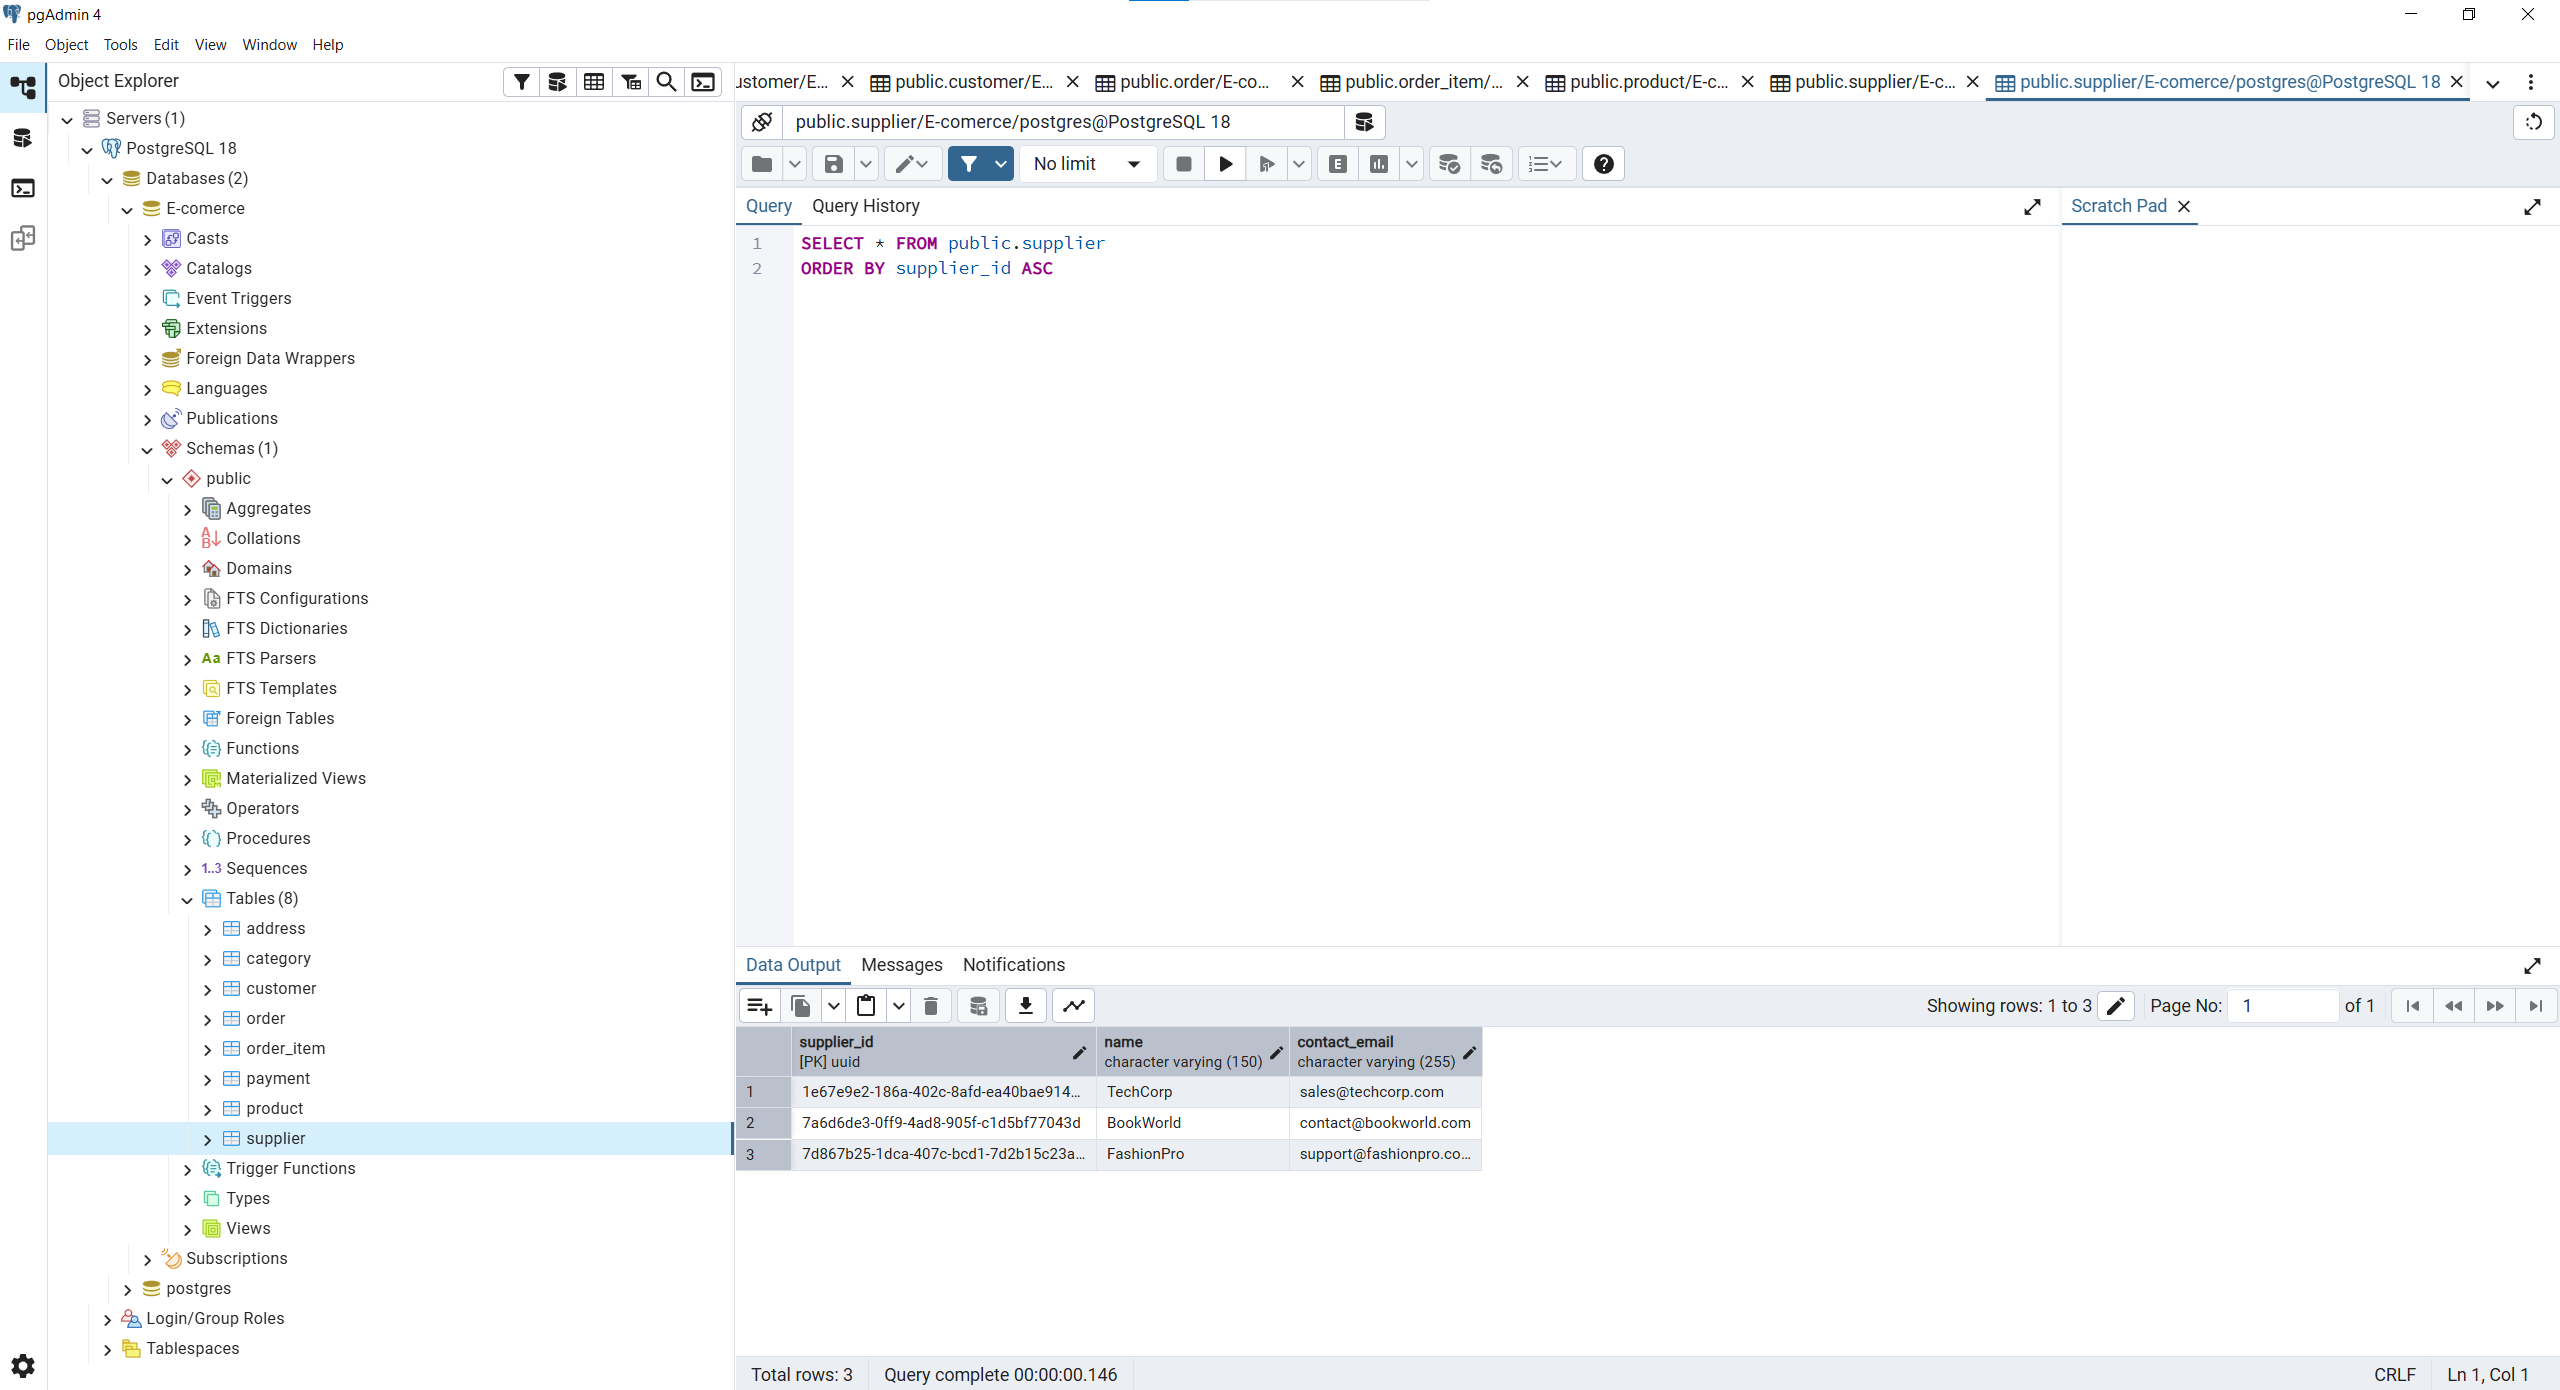 pgAdmin 4
File Object Tools Edit View Window Help
Object Explorer
Servers (1)
PostgreSQL 18
Databases (2)
E-comerce
Casts
Catalogs
Event Triggers
Extensions
Foreign Data Wrappers
Languages
Publications
Schemas (1)
public
Aggregates
Collations
Domains
FTS Configurations
FTS Dictionaries
Aa FTS Parsers
FTS Templates
Foreign Tables
Functions
Materialized Views
Operators
Procedures
1..3 Sequences
Tables (8)
address
category
customer
order
order_item
payment
product
supplier
Trigger Functions
Types
Views
Subscriptions
postgres
Login/Group Roles
Tablespaces
ustomer/E... public.customer/E... public.order/E-co... public.order_item/... public.product/E-c... public.supplier/E-c... public.supplier/E-comerce/postgres@PostgreSQL 18
public.supplier/E-comerce/postgres@PostgreSQL 18
No limit E
Query Query History Scratch Pad
1 SELECT * FROM public.supplier
2 ORDER BY supplier_id ASC
Data Output Messages Notifications
Showing rows: 1 to 3 Page No: 1 of 1
supplier_id name contact_email
[PK] uuid character varying (150) character varying (255)
1 1e67e9e2-186a-402c-8afd-ea40bae914... TechCorp sales@techcorp.com
2 7a6d6de3-0ff9-4ad8-905f-c1d5bf77043d BookWorld contact@bookworld.com
3 7d867b25-1dca-407c-bcd1-7d2b15c23a... FashionPro support@fashionpro.co...
Total rows: 3 Query complete 00:00:00.146 CRLF Ln 1, Col 1